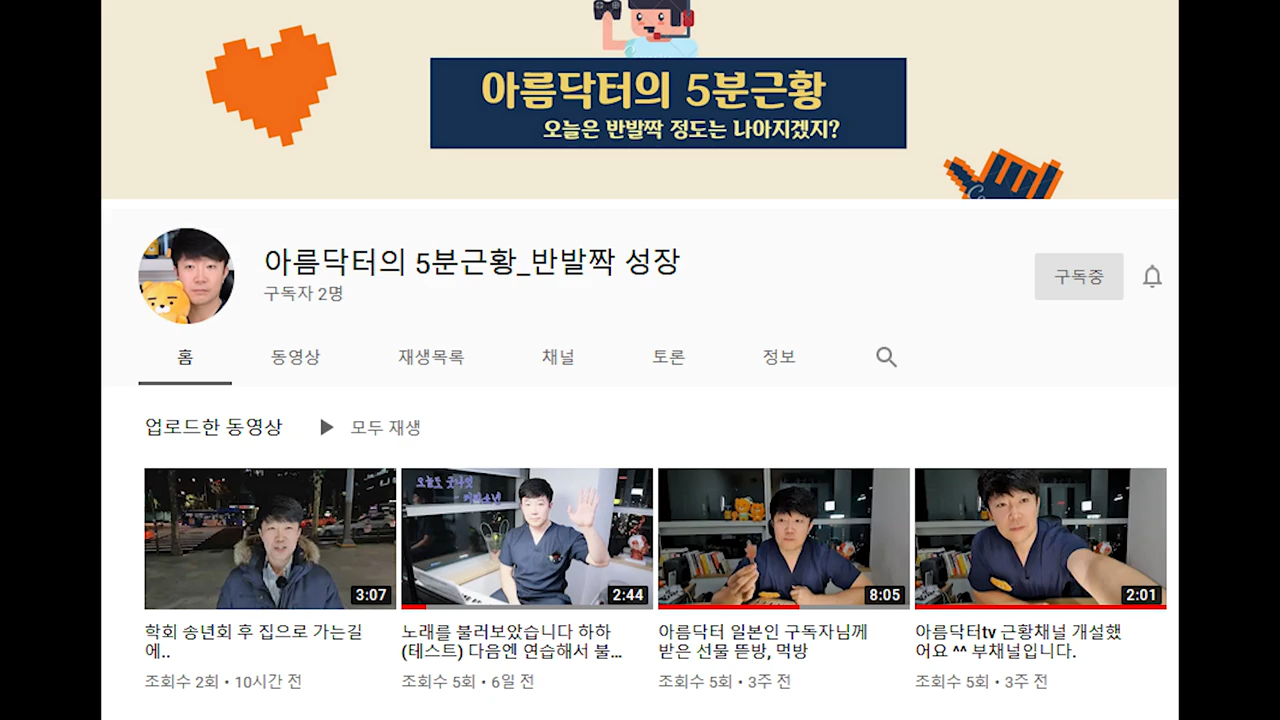 아름닥터의 5분근황
오늘은 반발짝 정도는 나아지겠지?
아름닥터의 5분근황_반발짝 성장
구독자 2명
구독중
홈 동영상 재생목록 채널 토론 정보
업로드한 동영상 모두 재생
오늘도 굿나잇
3:07
2:44
8:05
2:01
학회 송년회 후 집으로 가는길
에..
조회수 2회 • 10시간 전
노래를 불러보았습니다 하하
(테스트) 다음엔 연습해서 불...
조회수 5회 • 6일 전
아름닥터 일본인 구독자님께
받은 선물 뜯방, 먹방
조회수 5회 • 3주 전
아름닥터tv 근황채널 개설했
어요 ^^ 부채널입니다.
조회수 5회 • 3주 전